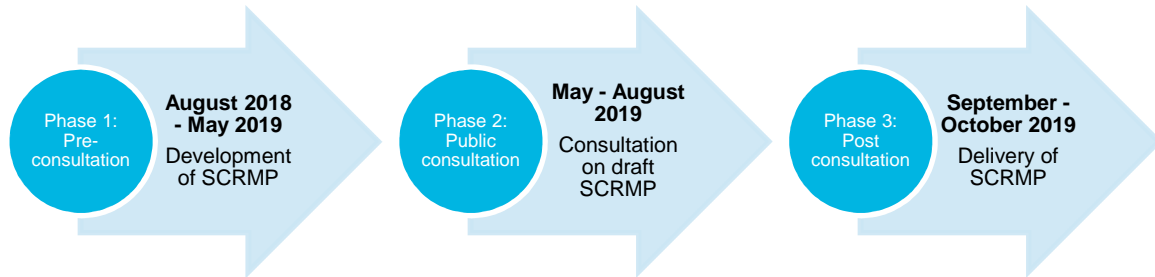 Phase 1:
Pre-
consultation
August 2018
- May 2019
Development
of SCRMP
Phase 2:
Public
consultation
May - August
2019
Consultation
on draft
SCRMP
Phase 3:
Post
consultation
September -
October 2019
Delivery of
SCRMP